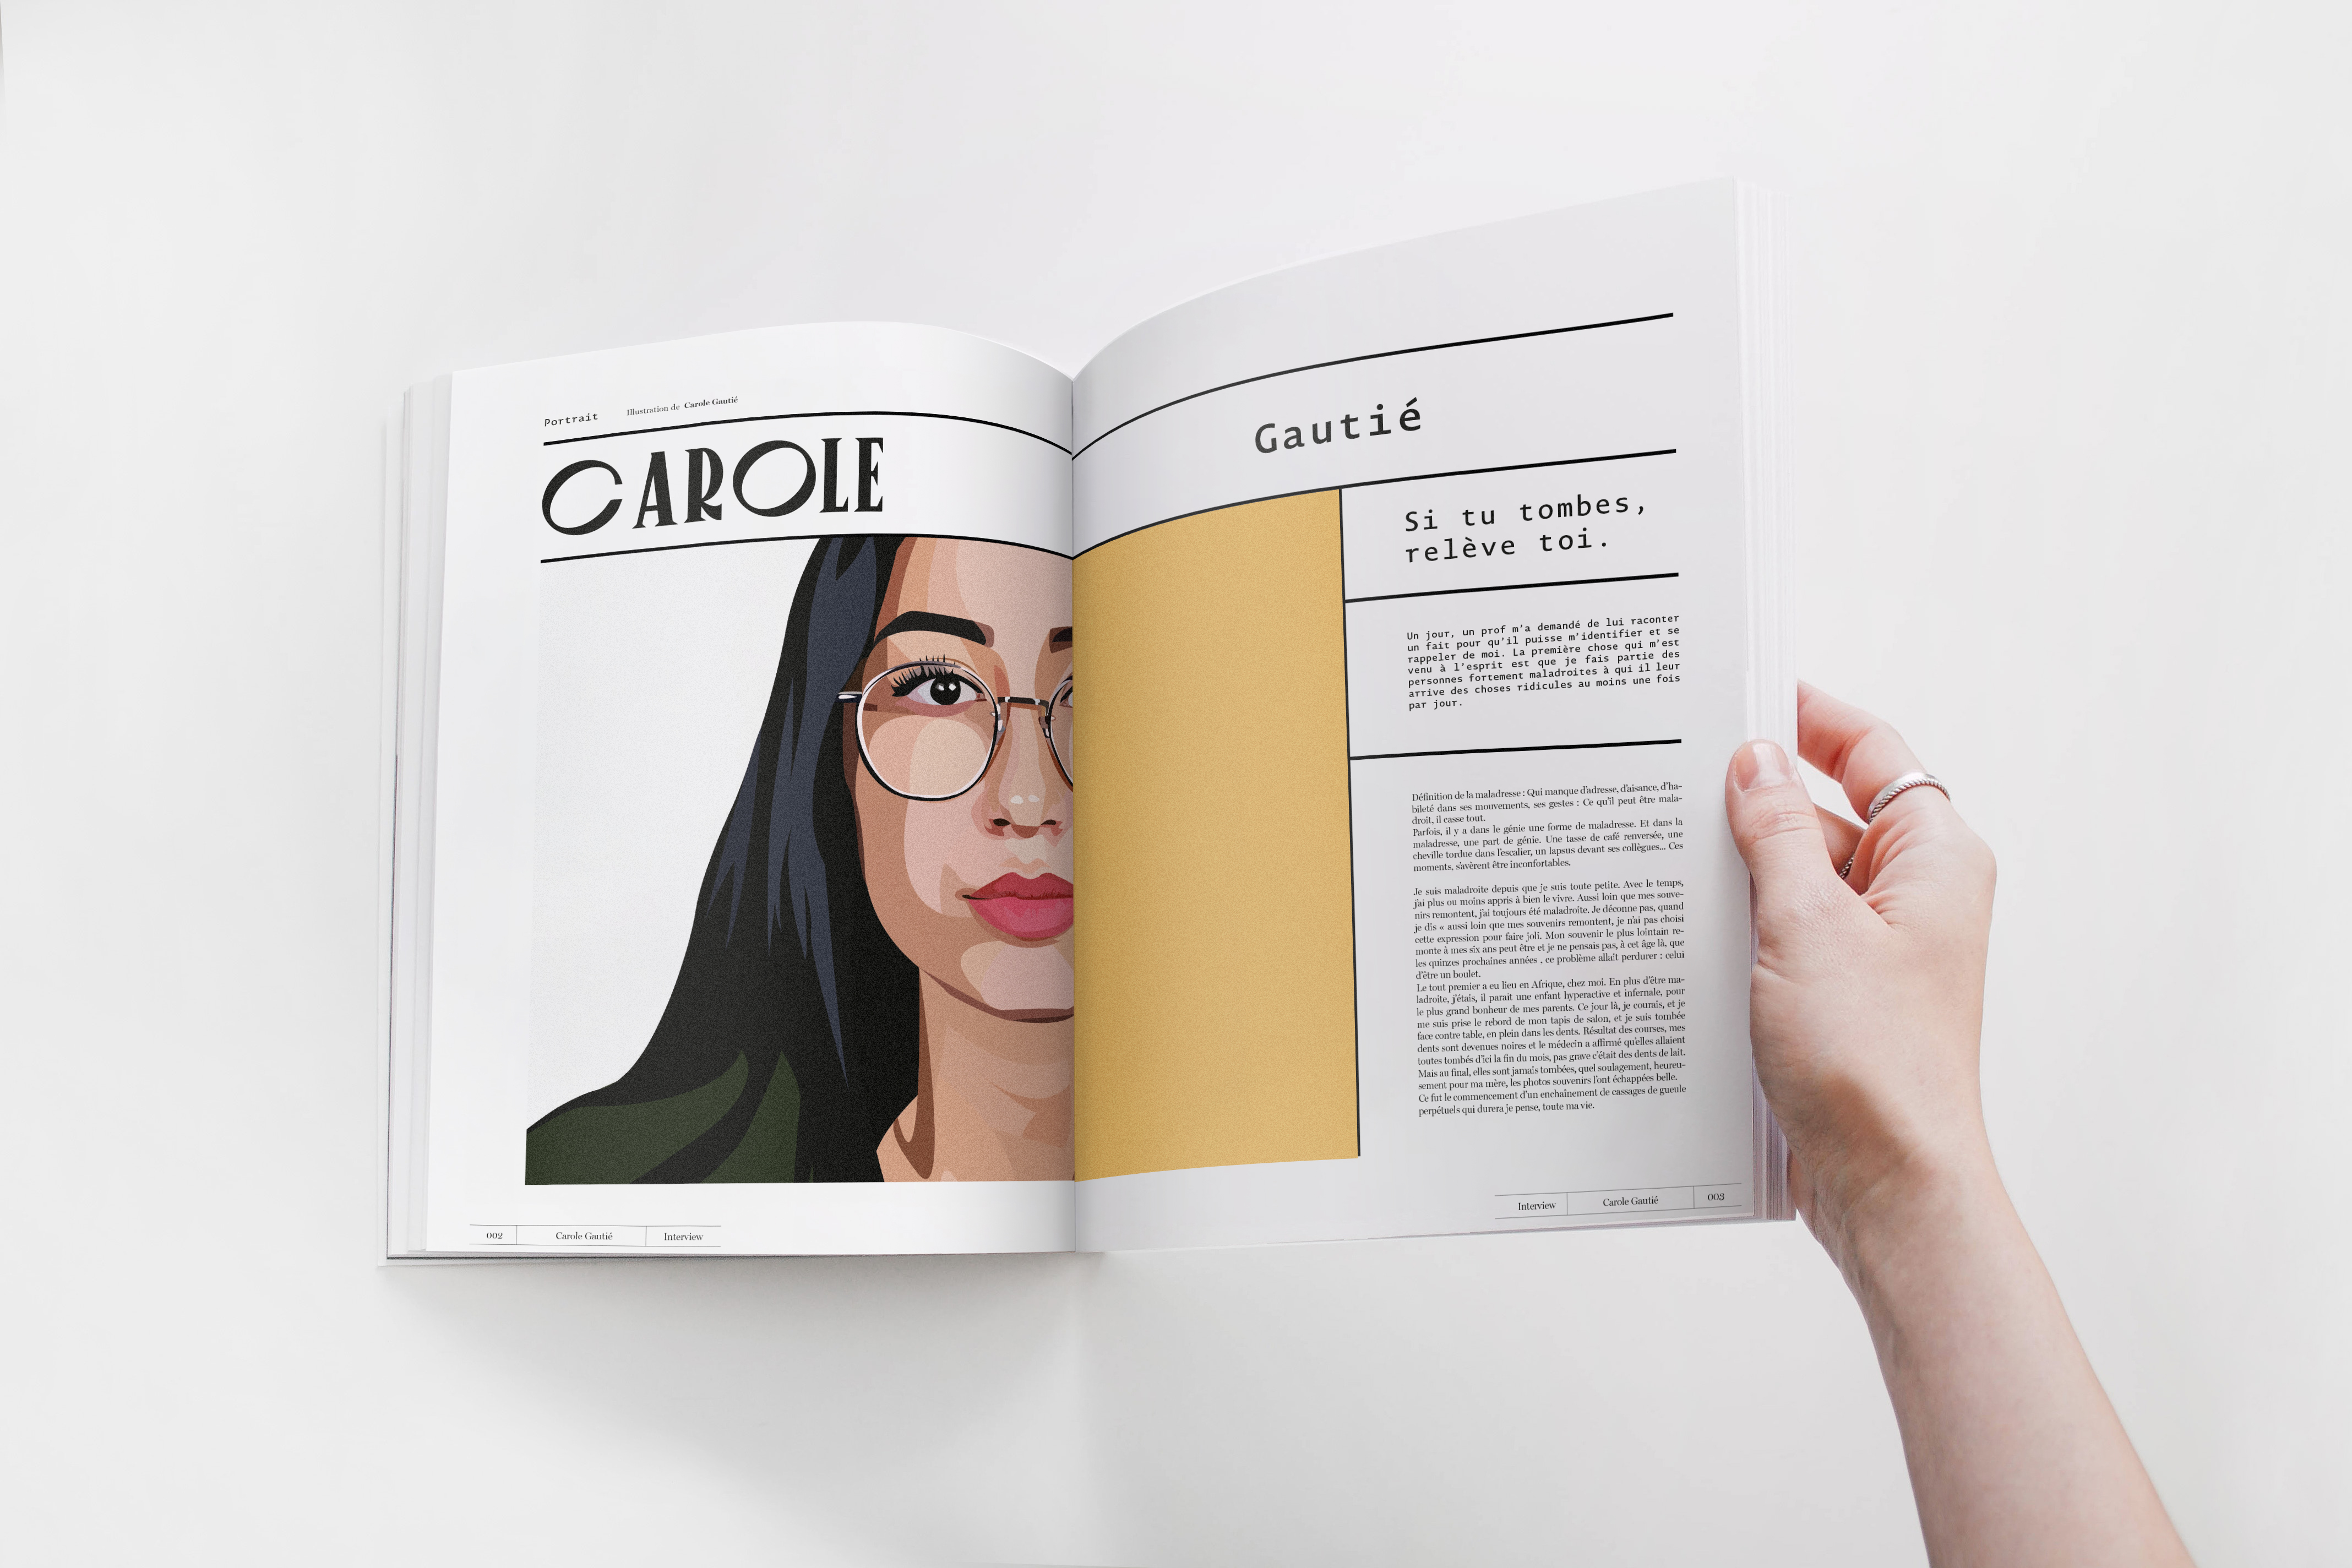 Portrait
Illustration de Carole Gautié
CAROLE
002
Carole Gautié
Interview
Gautié
Si tu tombes,
relève toi.
Un jour, un prof m'a demandé de lui raconter
un fait pour qu'il puisse m'identifier et se
rappeler de moi. La première chose qui m'est
venu à l'esprit est que je fais partie des
personnes fortement maladroites à qui il leur
arrive des choses ridicules au moins une fois
par jour.
Définition de la maladresse : Qui manque d'adresse, d'aisance, d'ha-
bileté dans ses mouvements, ses gestes : Ce qu'il peut être mala-
droit, il casse tout.
Parfois, il y a dans le génie une forme de maladresse. Et dans la
maladresse, une part de génie. Une tasse de café renversée, une
cheville tordue dans l'escalier, un lapsus devant ses collègues... Ces
moments, s'avèrent être inconfortables.
Je suis maladroite depuis que je suis toute petite. Avec le temps,
j'ai plus ou moins appris à bien le vivre. Aussi loin que mes souve-
nirs remontent, j'ai toujours été maladroite. Je déconne pas, quand
je dis « aussi loin que mes souvenirs remontent, je n'ai pas choisi
cette expression pour faire joli. Mon souvenir le plus lointain re-
monte à mes six ans peut être et je ne pensais pas, à cet âge là, que
les quinzes prochaines années , ce problème allait perdurer : celui
d'être un boulet.
Le tout premier a eu lieu en Afrique, chez moi. En plus d'être ma-
ladroite, j'étais, il parait une enfant hyperactive et infernale, pour
le plus grand bonheur de mes parents. Ce jour là, je courais, et je
me suis prise le rebord de mon tapis de salon, et je suis tombée
face contre table, en plein dans les dents. Résultat des courses, mes
dents sont devenues noires et le médecin a affirmé qu'elles allaient
toutes tombés d'ici la fin du mois, pas grave c'était des dents de lait.
Mais au final, elles sont jamais tombées, quel soulagement, heureu-
sement pour ma mère, les photos souvenirs l'ont échappées belle.
Ce fut le commencement d'un enchaînement de cassages de gueule
perpétuels qui durera je pense, toute ma vie.
Interview
Carole Gautié
003